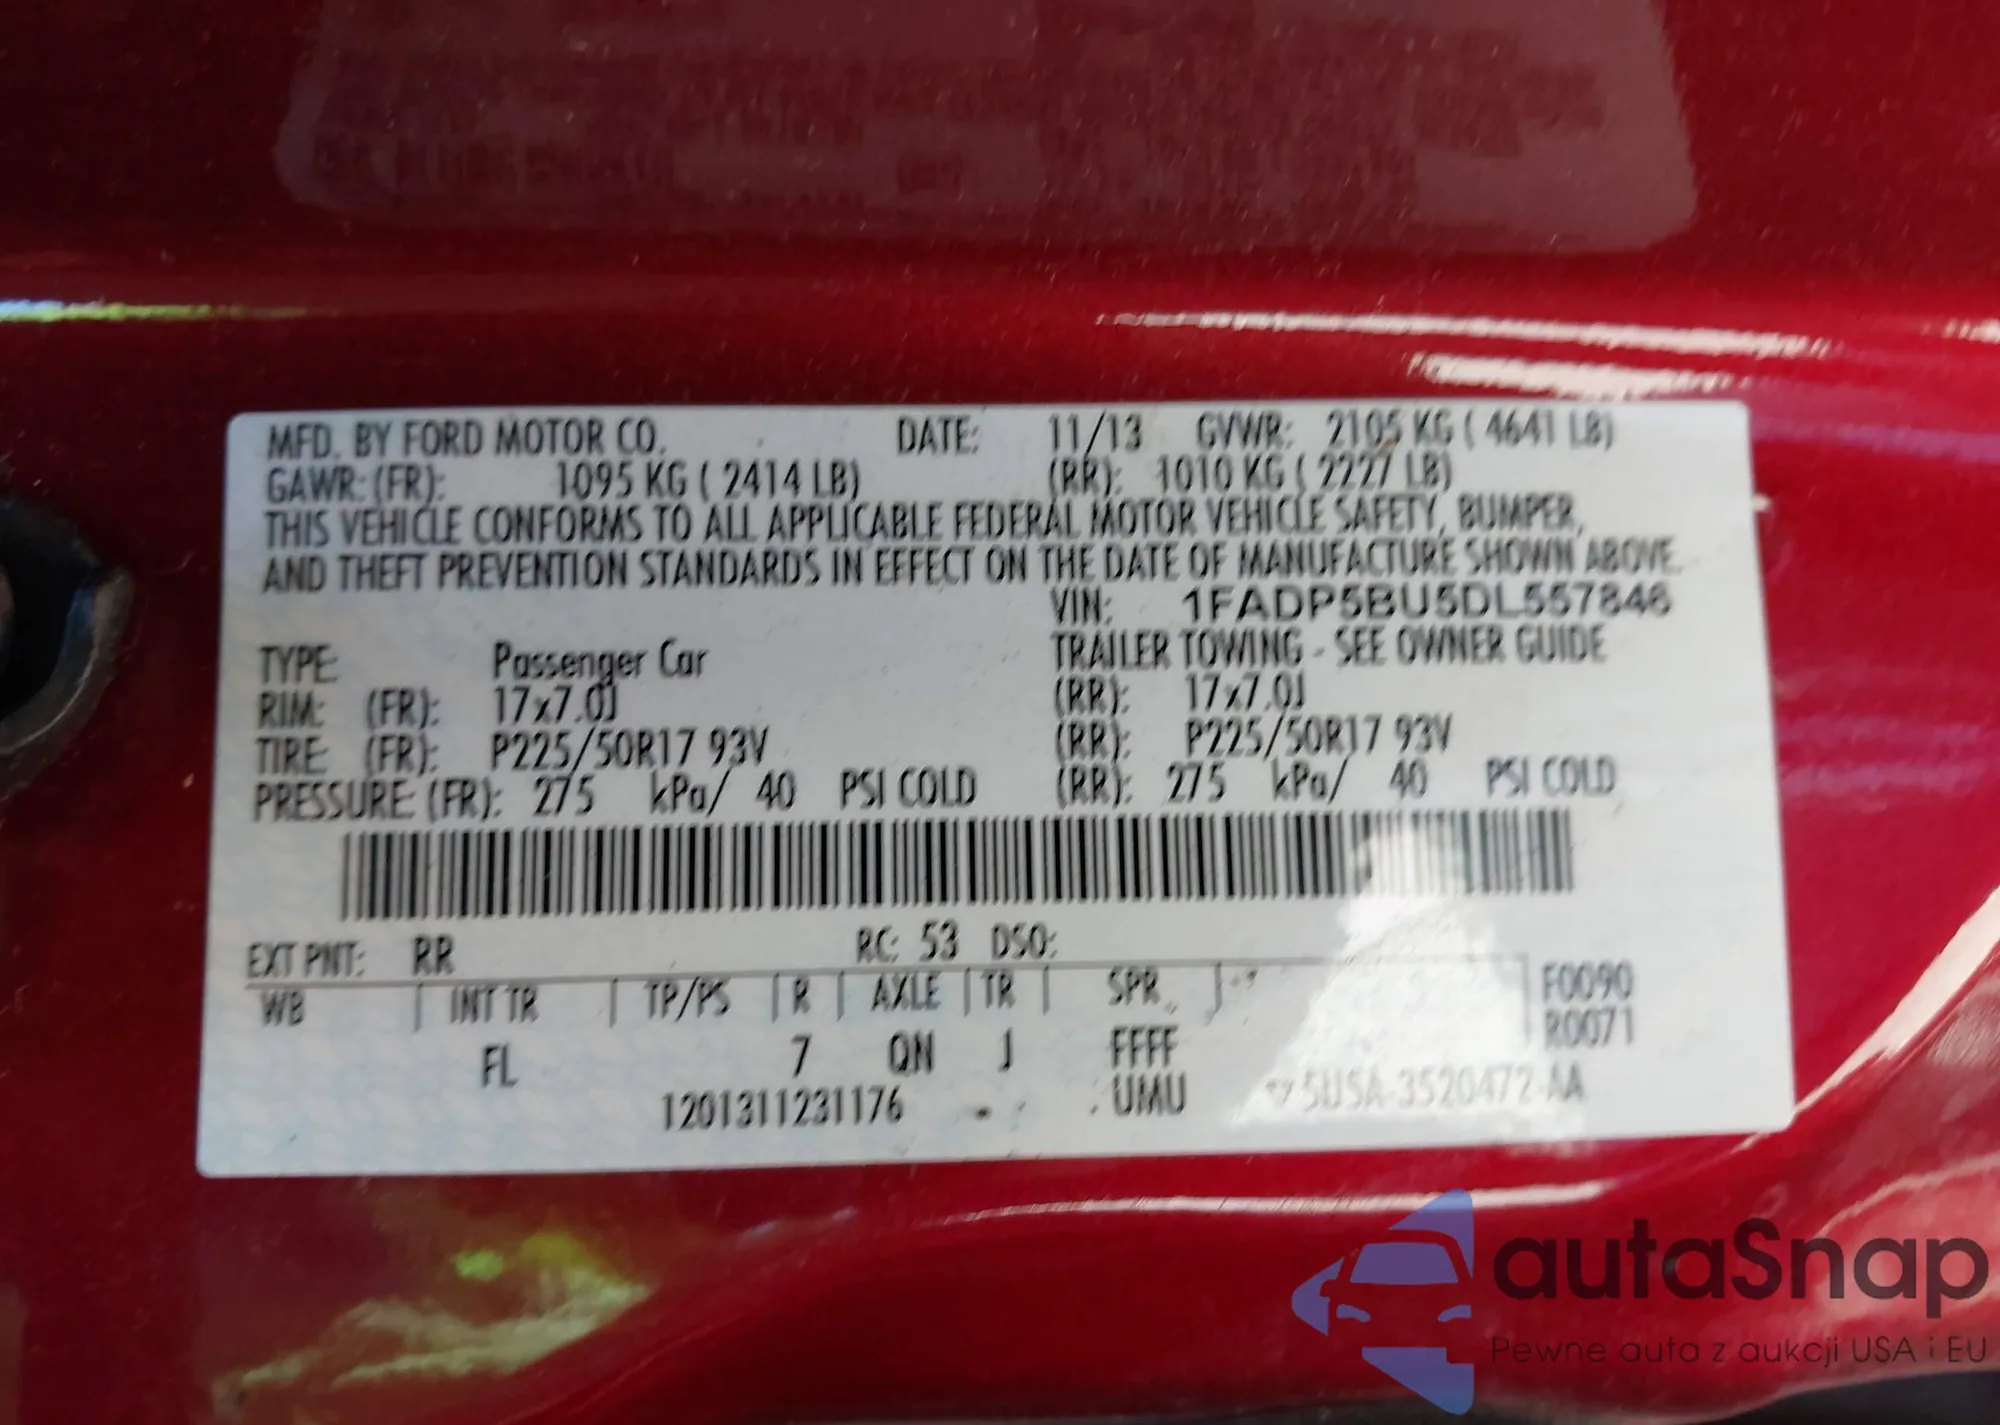 MFD. BY FORD MOTOR CO. DATE: 11/13 GVWR: 2105 KG ( 4641 LB)
GAWR: (FR): 1095 KG ( 2414 LB) (RR): 1010 KG ( 2227 LB)
THIS VEHICLE CONFORMS TO ALL APPLICABLE FEDERAL MOTOR VEHICLE SAFETY, BUMPER,
AND THEFT PREVENTION STANDARDS IN EFFECT ON THE DATE OF MANUFACTURE SHOWN ABOVE.
VIN: 1FADP5BU5DL557846
TYPE: Passenger Car TRAILER TOWING - SEE OWNER GUIDE
RIM: (FR): 17x7.0J (RR): 17x7.0J
TIRE: (FR): P225/50R17 93V (RR): P225/50R17 93V
PRESSURE: (FR): 275 kPa/ 40 PSI COLD (RR): 275 kPa/ 40 PSI COLD
EXT PNT: RR RC: 53 DSO:
WB | INT TR | TP/PS | R | AXLE | TR | SPR F0090
R0071
FL 7 QN J FFFF
1201311231176 UMU 5U5A-3520472-AA
autaSnap
Pewne auta z aukcji USA i EU